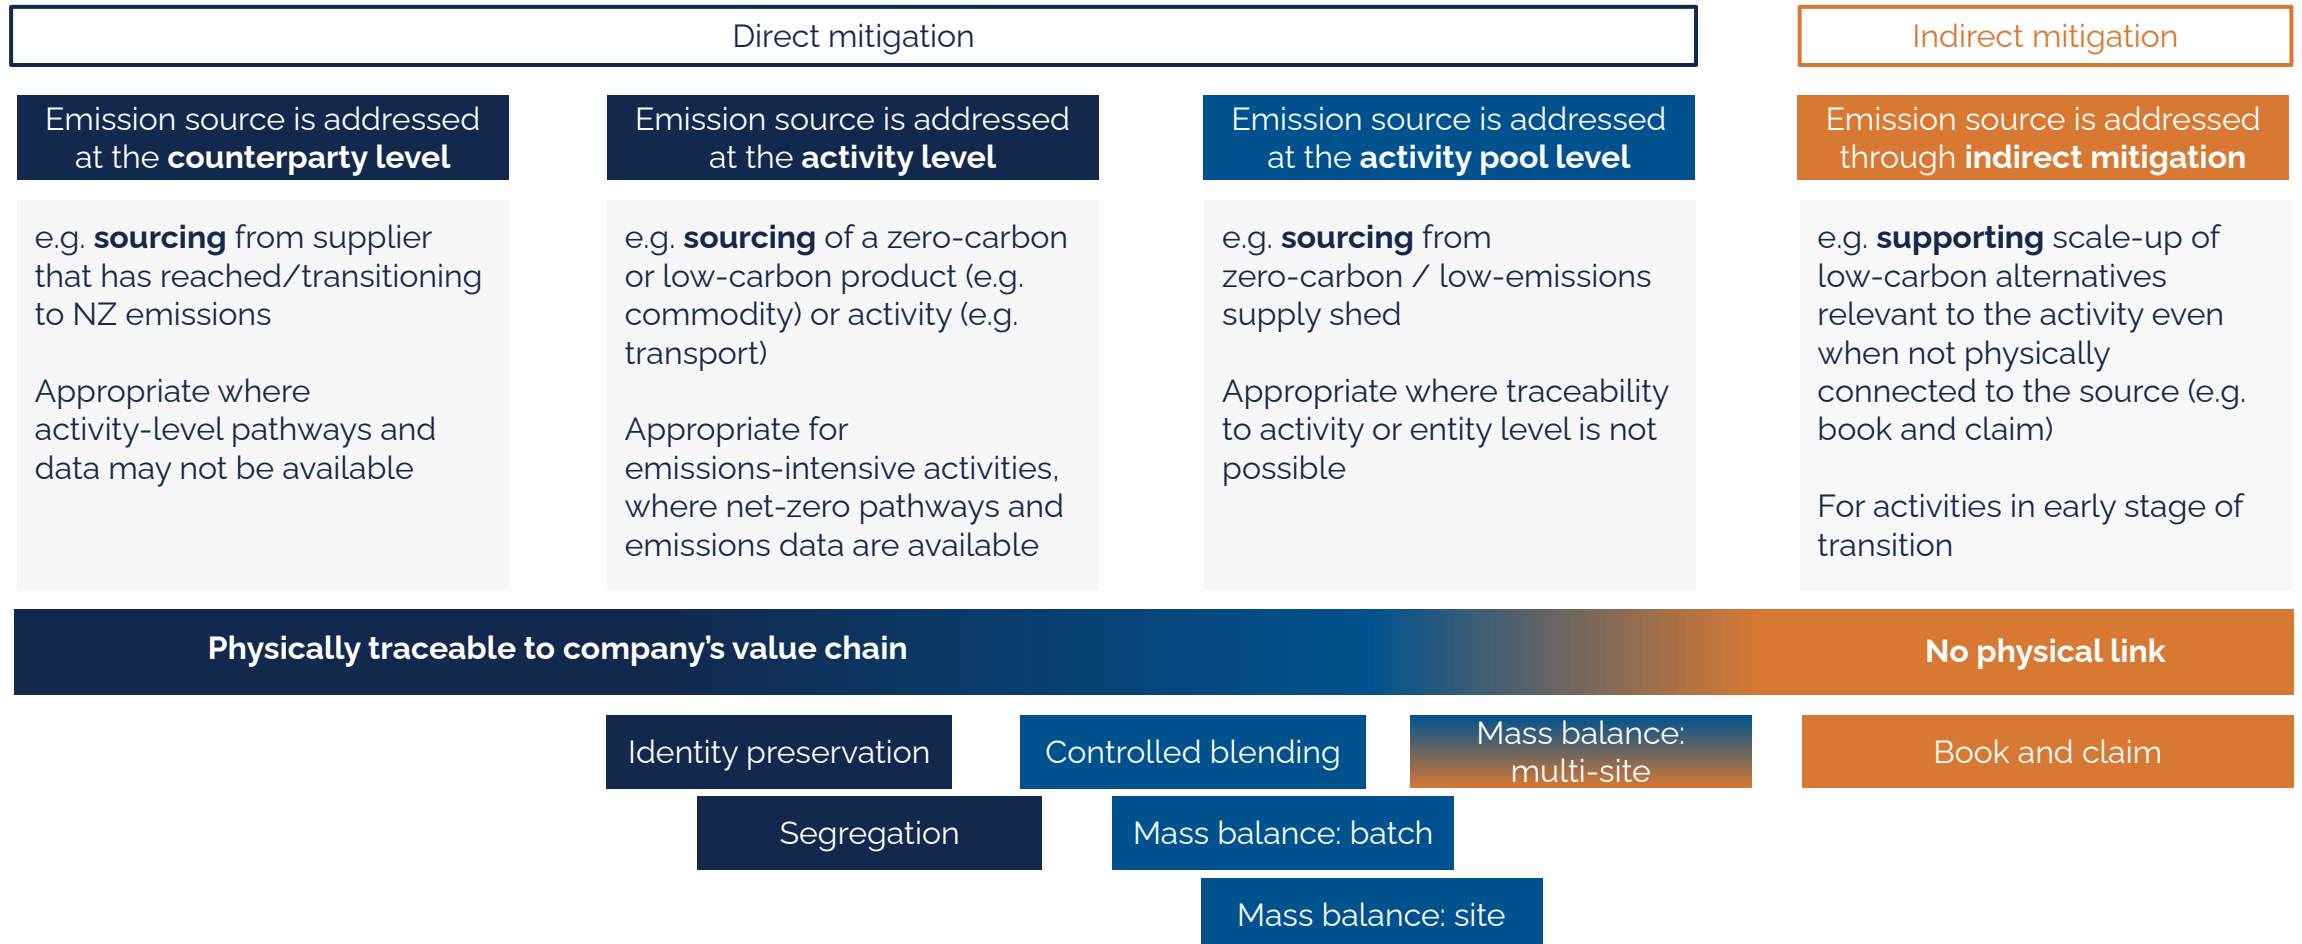 Direct mitigation
Indirect mitigation
Emission source is addressed
at the counterparty level
Emission source is addressed
at the activity level
Emission source is addressed
at the activity pool level
Emission source is addressed
through indirect mitigation
e.g. sourcing from supplier
that has reached/transitioning
to NZ emissions
Appropriate where
activity-level pathways and
data may not be available
e.g. sourcing of a zero-carbon
or low-carbon product (e.g.
commodity) or activity (e.g.
transport)
Appropriate for
emissions-intensive activities,
where net-zero pathways and
emissions data are available
e.g. sourcing from
zero-carbon / low-emissions
supply shed
Appropriate where traceability
to activity or entity level is not
possible
e.g. supporting scale-up of
low-carbon alternatives
relevant to the activity even
when not physically
connected to the source (e.g.
book and claim)
For activities in early stage of
transition
Physically traceable to company’s value chain
No physical link
Identity preservation
Controlled blending
Mass balance:
multi-site
Book and claim
Segregation
Mass balance: batch
Mass balance: site